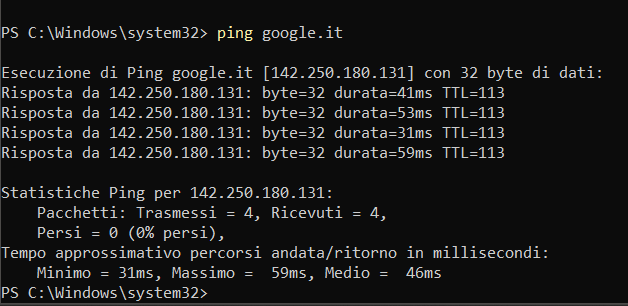 PS C:\Windows\system32> ping google.it
Esecuzione di Ping google.it [142.250.180.131] con 32 byte di dati:
Risposta da 142.250.180.131: byte=32 durata=41ms TTL=113
Risposta da 142.250.180.131: byte=32 durata=53ms TTL=113
Risposta da 142.250.180.131: byte=32 durata=31ms TTL=113
Risposta da 142.250.180.131: byte=32 durata=59ms TTL=113
Statistiche Ping per 142.250.180.131:
    Pacchetti: Trasmessi = 4, Ricevuti = 4,
    Persi = 0 (0% persi),
Tempo approssimativo percorsi andata/ritorno in millisecondi:
    Minimo = 31ms, Massimo =  59ms, Medio =  46ms
PS C:\Windows\system32>